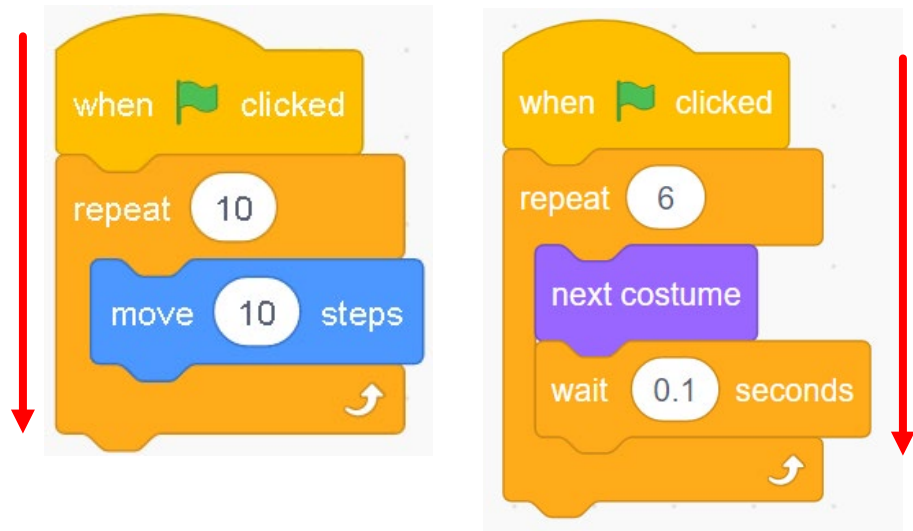 when clicked
repeat 10
move 10 steps
when clicked
repeat 6
next costume
wait 0.1 seconds